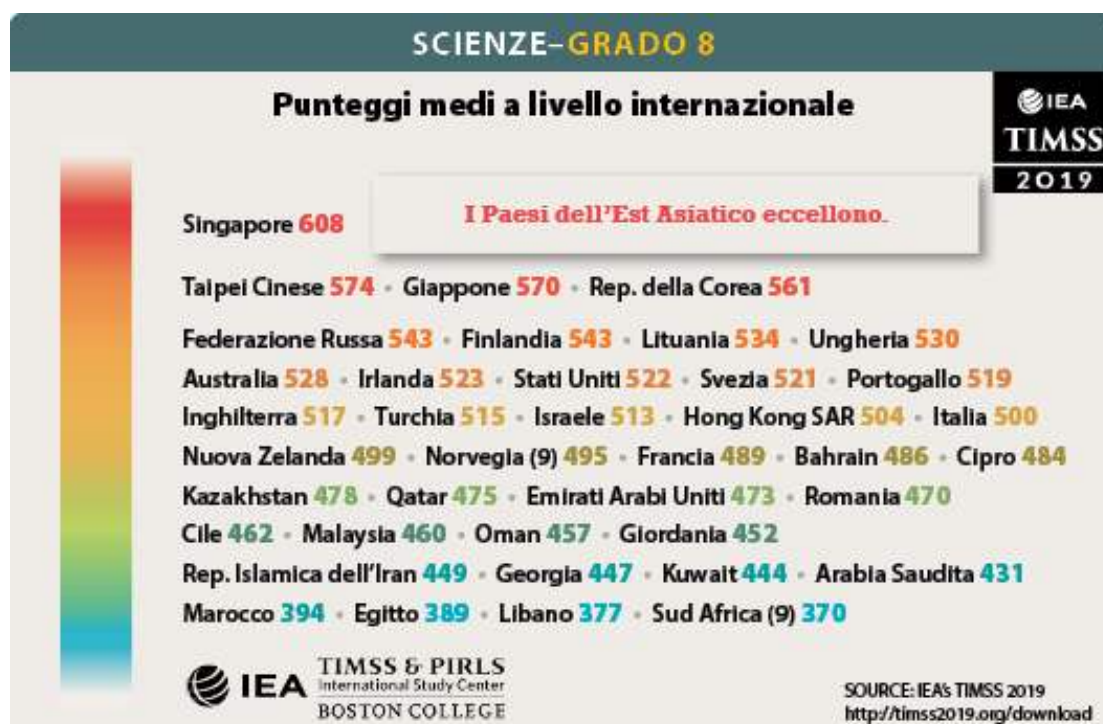 SCIENZE–GRADO 8
Punteggi medi a livello internazionale
IEA
TIMSS
2019
I Paesi dell'Est Asiatico eccellono.
Singapore 608
Taipei Cinese 574 • Giappone 570 • Rep. della Corea 561
Federazione Russa 543 • Finlandia 543 • Lituania 534 • Ungheria 530
Australia 528 • Irlanda 523 • Stati Uniti 522 • Svezia 521 • Portogallo 519
Inghilterra 517 • Turchia 515 • Israele 513 • Hong Kong SAR 504 • Italia 500
Nuova Zelanda 499 • Norvegia (9) 495 • Francia 489 • Bahrain 486 • Cipro 484
Kazakhstan 478 • Qatar 475 • Emirati Arabi Uniti 473 • Romania 470
Cile 462 • Malaysia 460 • Oman 457 • Giordania 452
Rep. Islamica dell'Iran 449 • Georgia 447 • Kuwait 444 • Arabia Saudita 431
Marocco 394 • Egitto 389 • Libano 377 • Sud Africa (9) 370
IEA
TIMSS & PIRLS
International Study Center
BOSTON COLLEGE
SOURCE: IEA's TIMSS 2019
http://timss2019.org/download